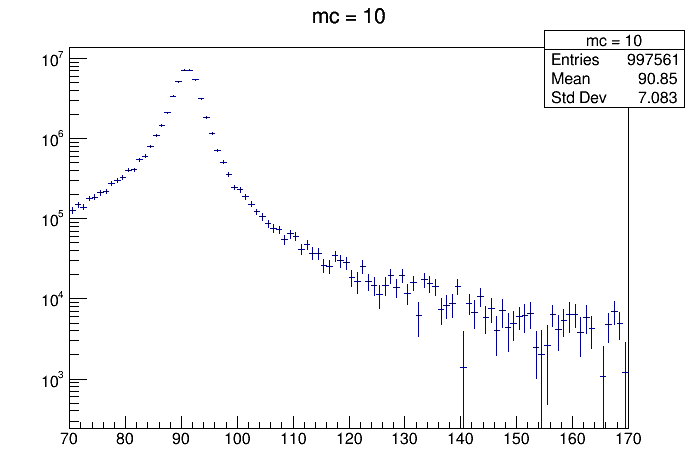 mc = 10
mc = 10
Entries 997561
Mean 90.85
Std Dev 7.083
10^7
10^6
10^5
10^4
10^3
70 80 90 100 110 120 130 140 150 160 170